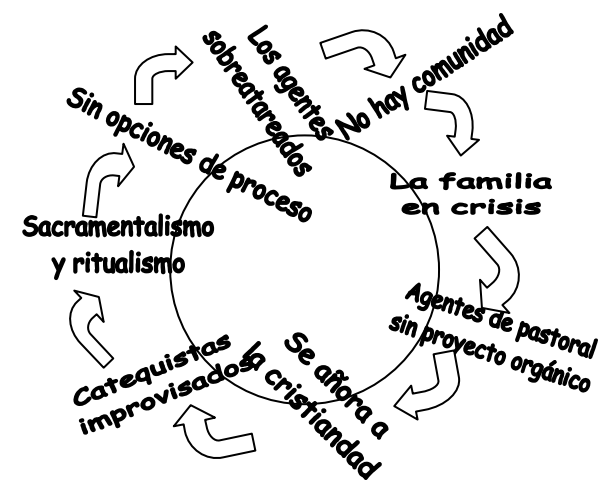 Los agentes
sobreatareados
No hay comunidad
La familia
en crisis
Agentes de pastoral
sin proyecto orgánico
Se añora a
la cristiandad
Catequistas
improvisados
Sacramentalismo
y ritualismo
Sin opciones de proceso